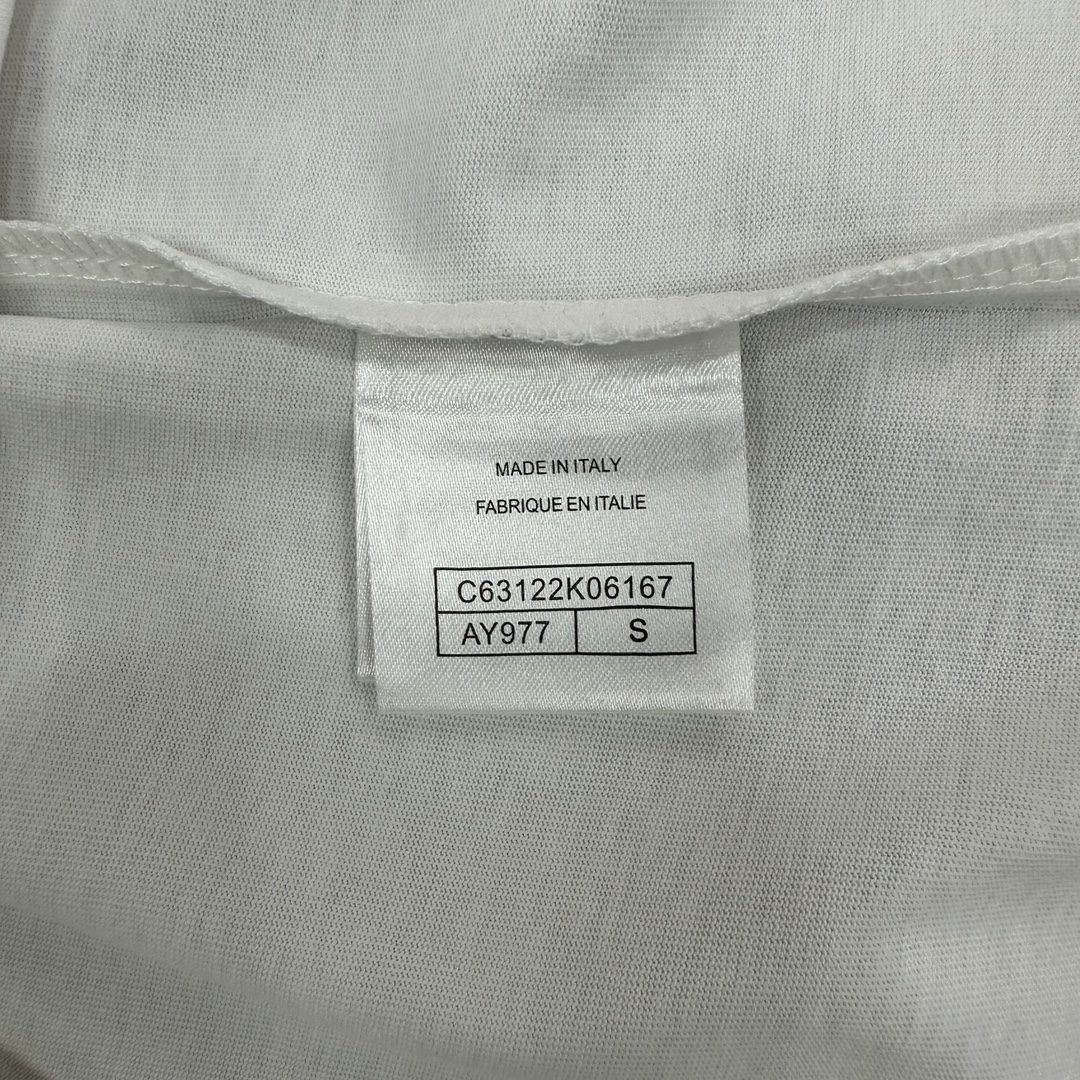 MADE IN ITALY
FABRIQUE EN ITALIE
C63122K06167
AY977 S